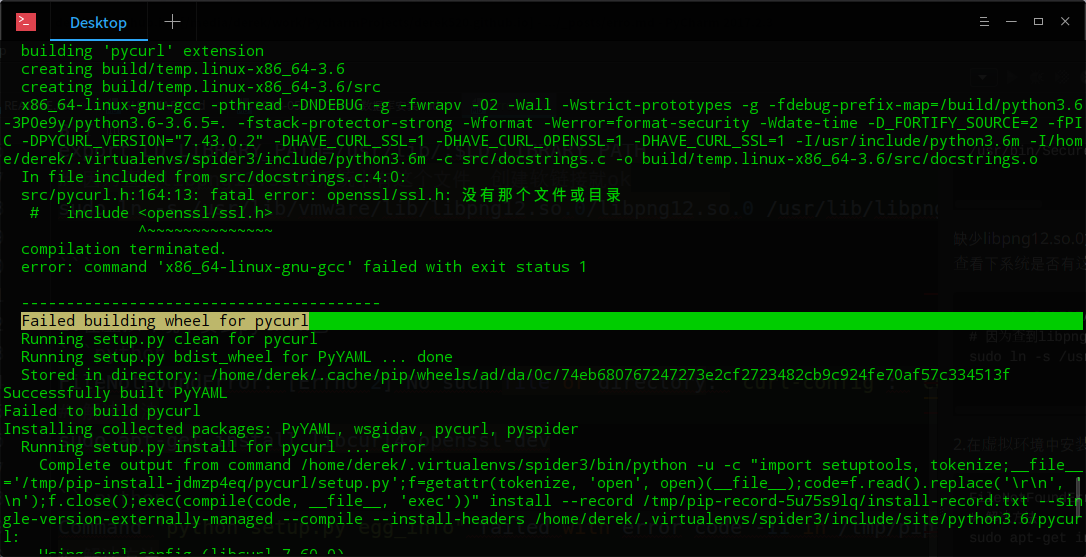 Desktop
building 'pycurl' extension
creating build/temp.linux-x86_64-3.6
creating build/temp.linux-x86_64-3.6/src
x86_64-linux-gnu-gcc -pthread -DNDEBUG -g -fwrapv -O2 -Wall -Wstrict-prototypes -g -fdebug-prefix-map=/build/python3.6
-3P0e9y/python3.6-3.6.5=. -fstack-protector-strong -Wformat -Werror=format-security -Wdate-time -D_FORTIFY_SOURCE=2 -fPI
C -DPYCURL_VERSION="7.43.0.2" -DHAVE_CURL_SSL=1 -DHAVE_CURL_OPENSSL=1 -DHAVE_CURL_SSL=1 -I/usr/include/python3.6m -I/hom
e/derek/.virtualenvs/spider3/include/python3.6m -c src/docstrings.c -o build/temp.linux-x86_64-3.6/src/docstrings.o
In file included from src/docstrings.c:4:0:
src/pycurl.h:164:13: fatal error: openssl/ssl.h: 没有那个文件或目录
#   include <openssl/ssl.h>
^~~~~~~~~~~~~~~
compilation terminated.
error: command 'x86_64-linux-gnu-gcc' failed with exit status 1
----------------------------------------
Failed building wheel for pycurl
Running setup.py clean for pycurl
Running setup.py bdist_wheel for PyYAML ... done
Stored in directory: /home/derek/.cache/pip/wheels/ad/da/0c/74eb680767247273e2cf2723482cb9c924fe70af57c334513f
Successfully built PyYAML
Failed to build pycurl
Installing collected packages: PyYAML, wsgidav, pycurl, pyspider
Running setup.py install for pycurl ... error
Complete output from command /home/derek/.virtualenvs/spider3/bin/python -u -c "import setuptools, tokenize;__file__
='/tmp/pip-install-jdmzp4eq/pycurl/setup.py';f=getattr(tokenize, 'open', open)(__file__);code=f.read().replace('\r\n', '
\n');f.close();exec(compile(code, __file__, 'exec'))" install --record /tmp/pip-record-5u75s9lq/install-record.txt --sin
gle-version-externally-managed --compile --install-headers /home/derek/.virtualenvs/spider3/include/site/python3.6/pycur
l:
Using curl-config (libcurl 7.60.0)